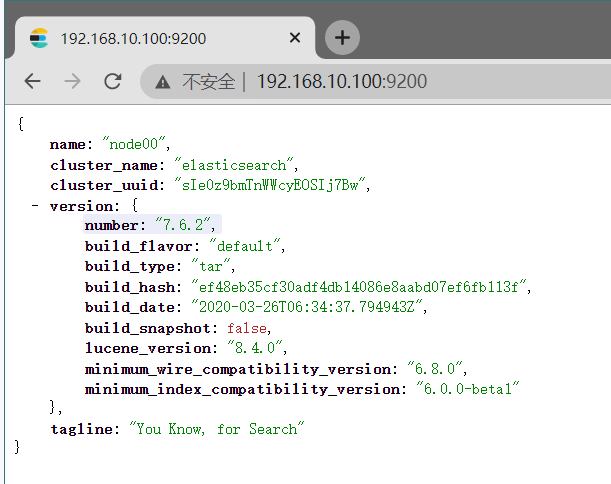 192.168.10.100:9200
不安全 | 192.168.10.100:9200
{
name: "node00",
cluster_name: "elasticsearch",
cluster_uuid: "sIe0z9bmTnWWcyEOSIj7Bw",
- version: {
number: "7.6.2",
build_flavor: "default",
build_type: "tar",
build_hash: "ef48eb35cf30adf4db14086e8aabd07ef6fb113f",
build_date: "2020-03-26T06:34:37.794943Z",
build_snapshot: false,
lucene_version: "8.4.0",
minimum_wire_compatibility_version: "6.8.0",
minimum_index_compatibility_version: "6.0.0-beta1"
},
tagline: "You Know, for Search"
}